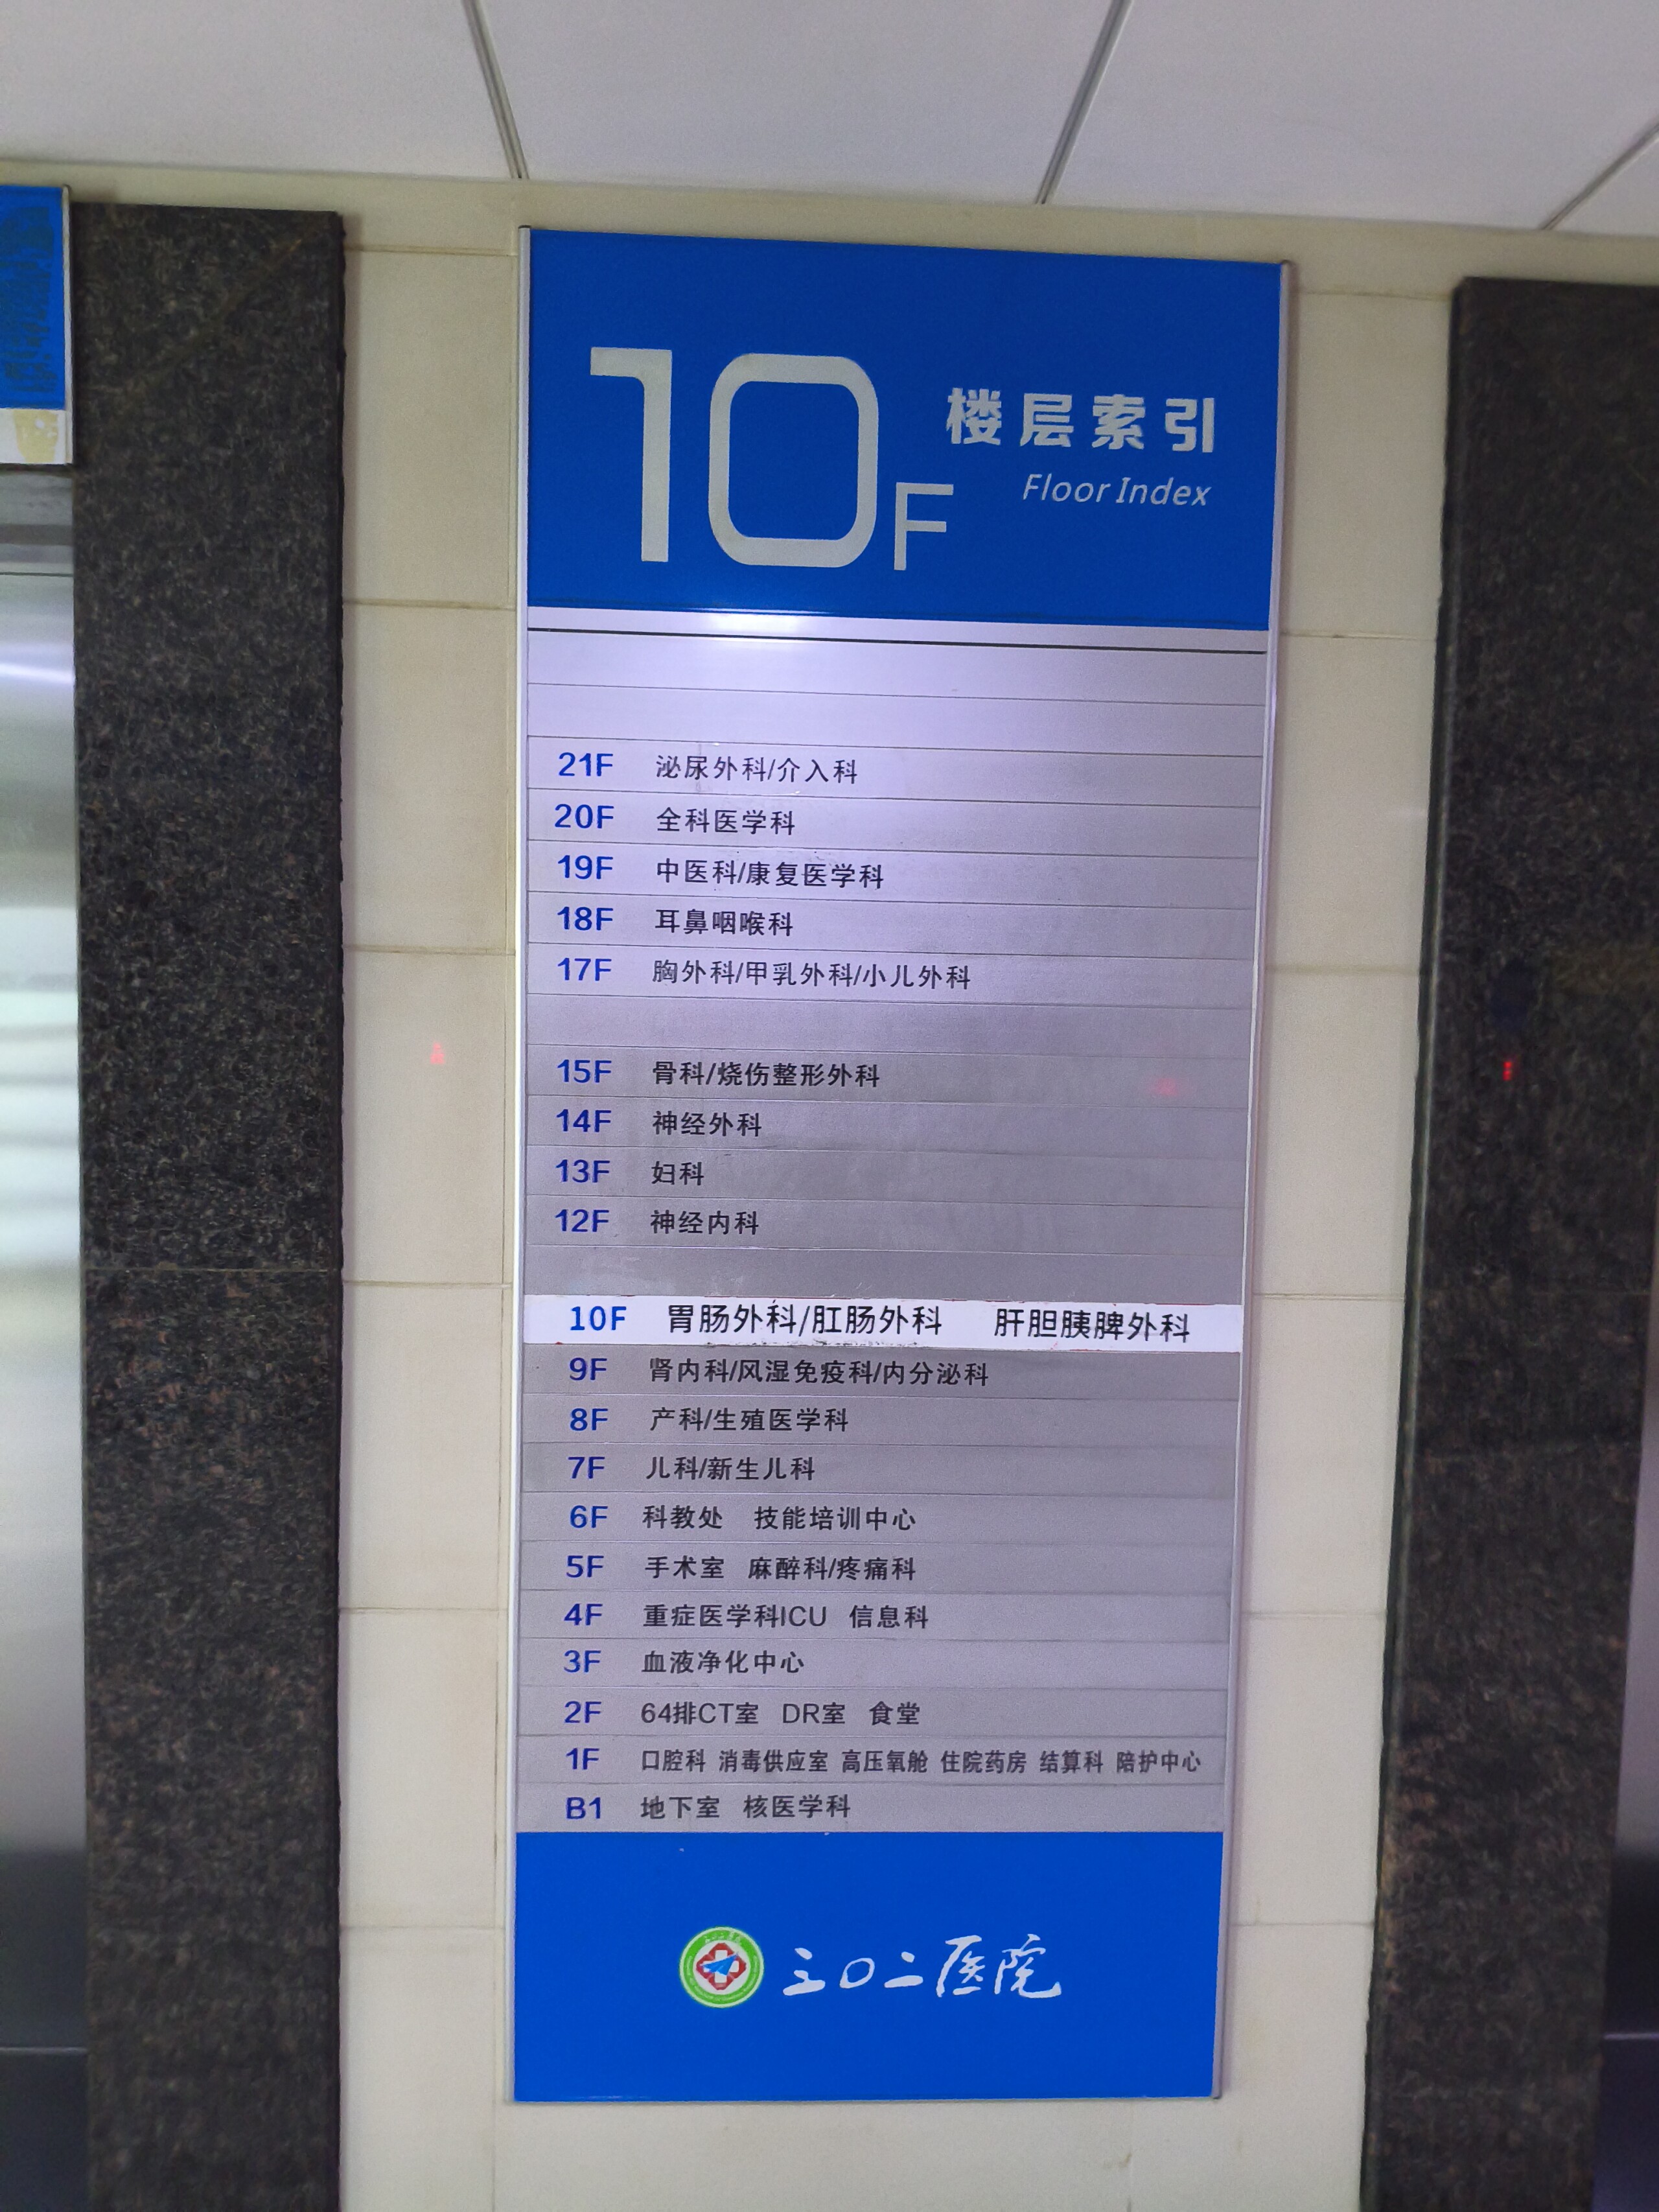 10F 楼层索引
Floor Index
21F 泌尿外科/介入科
20F 全科医学科
19F 中医科/康复医学科
18F 耳鼻咽喉科
17F 胸外科/甲乳外科/小儿外科
15F 骨科/烧伤整形外科
14F 神经外科
13F 妇科
12F 神经内科
10F 胃肠外科/肛肠外科 肝胆胰脾外科
9F 肾内科/风湿免疫科/内分泌科
8F 产科/生殖医学科
7F 儿科/新生儿科
6F 科教处 技能培训中心
5F 手术室 麻醉科/疼痛科
4F 重症医学科ICU 信息科
3F 血液净化中心
2F 64排CT室 DR室 食堂
1F 口腔科 消毒供应室 高压氧舱 住院药房 结算科 陪护中心
B1 地下室 核医学科
三〇二医院